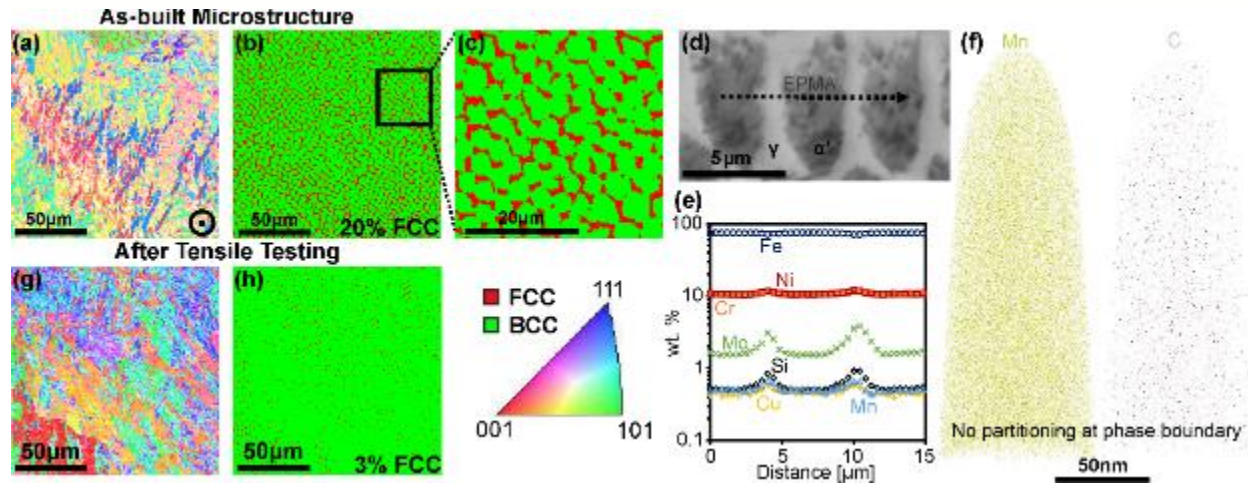 As-built Microstructure
(a)
50µm
(b)
50µm
20% FCC
(c)
20µm
(d)
EPMA
γ
α'
5µm
(e)
100
10
1
0.1
wt. %
Fe
Ni
Cr
Mo
Si
Cu
Mn
0
5
10
15
Distance [µm]
(f)
Mn
C
No partitioning at phase boundary
50nm
After Tensile Testing
(g)
50µm
(h)
50µm
3% FCC
FCC
BCC
111
001
101